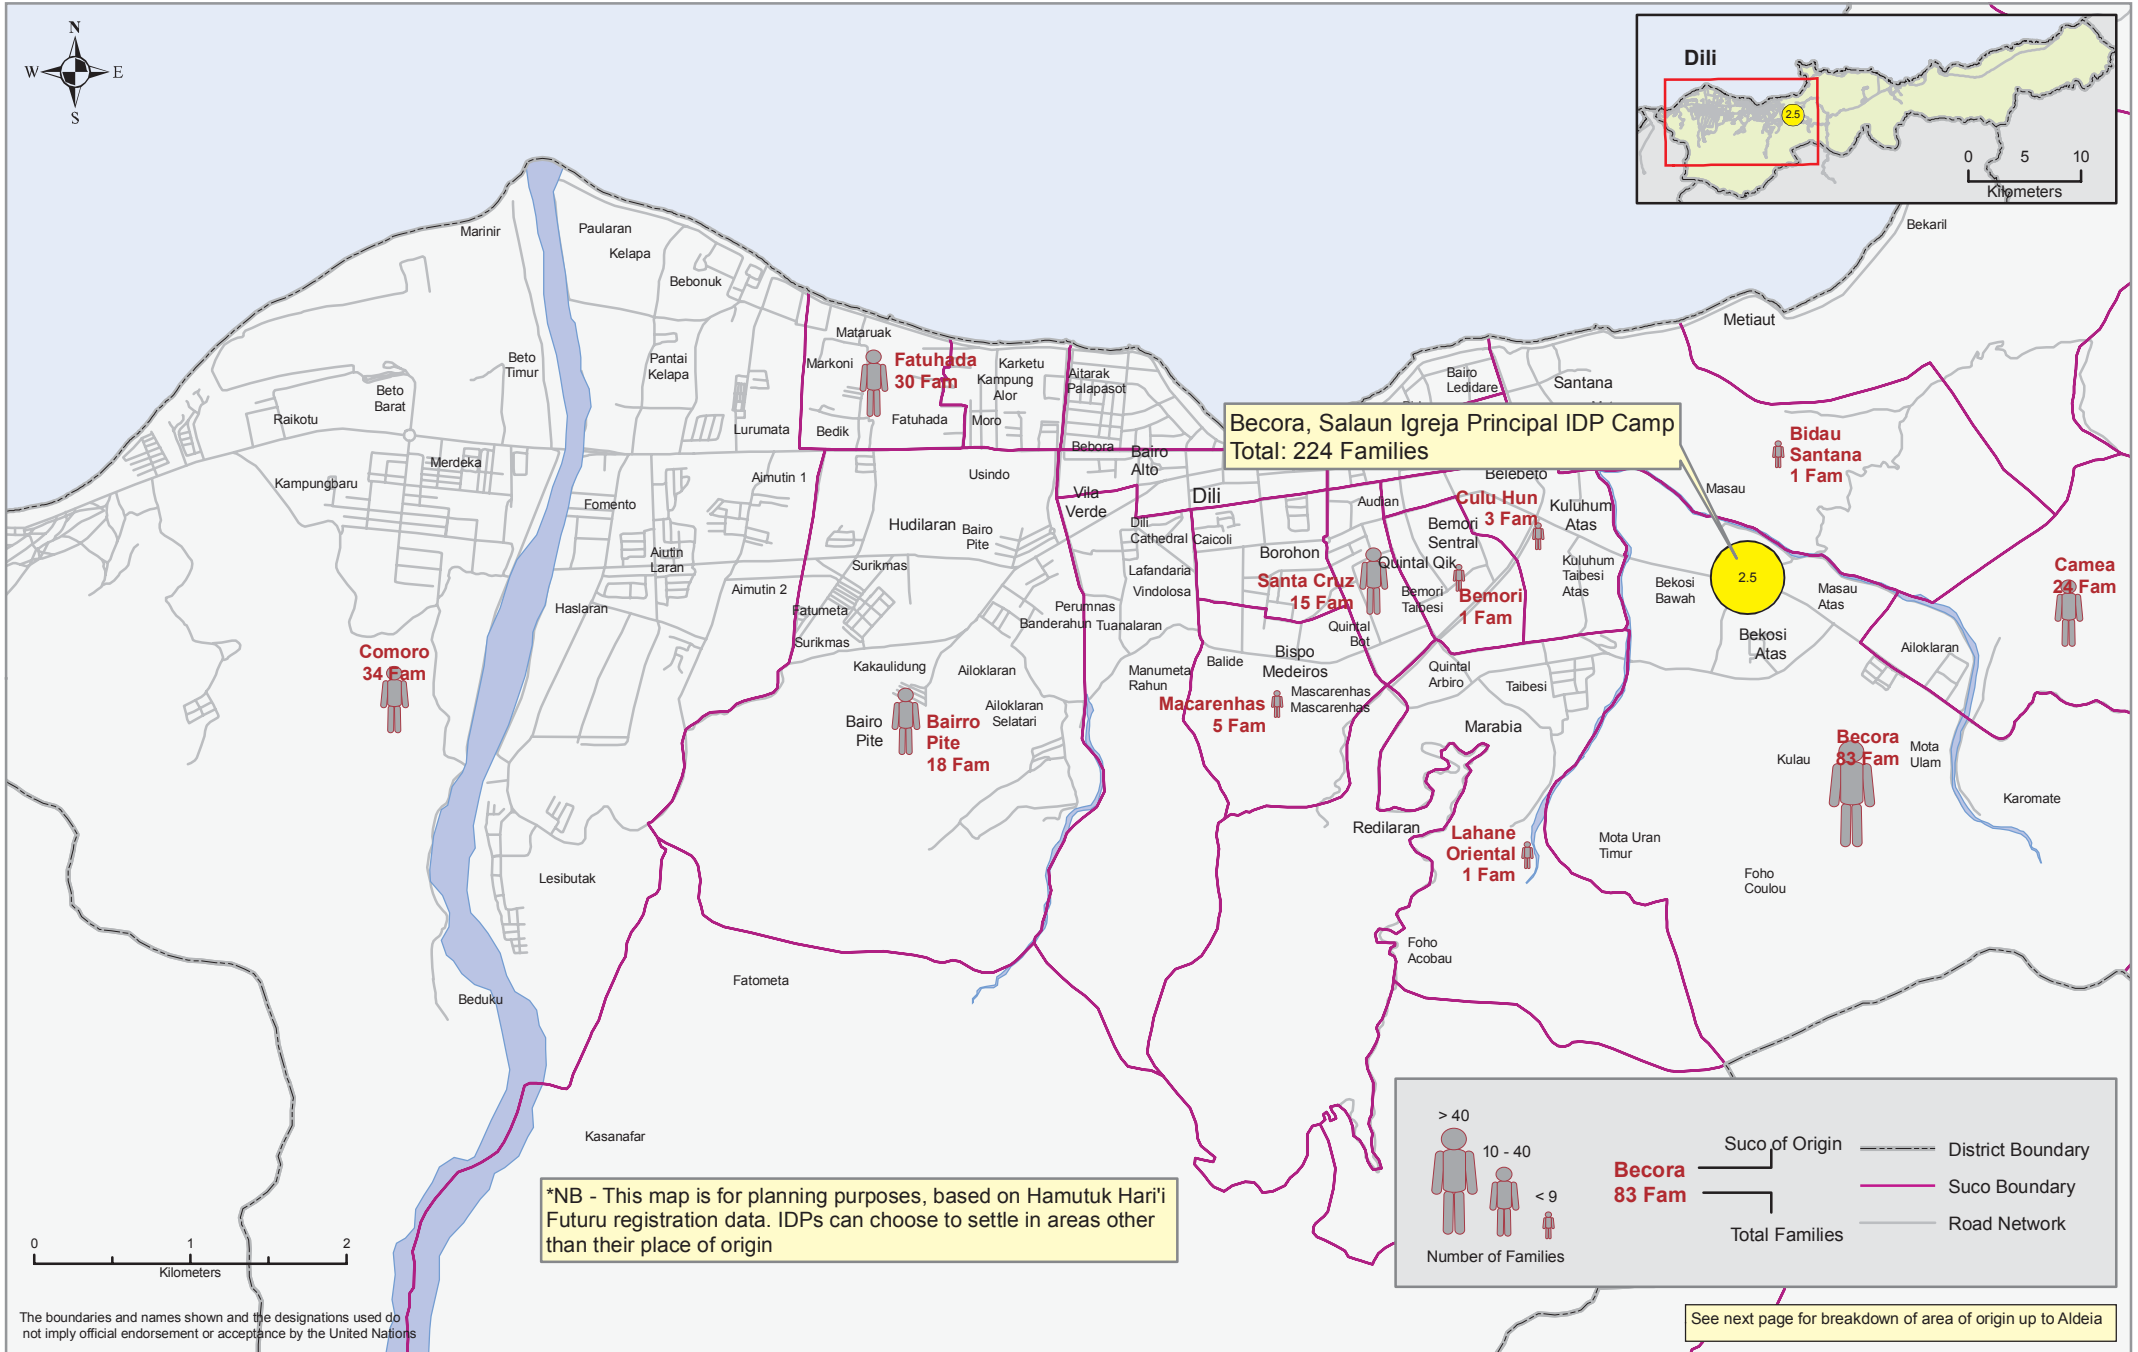 N
W
E
S
Dili
2.5
0 5 10
Kilometers
Bekaril
Marinir
Paularan
Kelapa
Bebonuk
Metiaut
Mataruak
Markoni
Fatuhada
30 Fam
Beto
Timur
Pantai
Kelapa
Karketu
Kampung
Alor
Aitarak
Palapasot
Bairo
Ledidare
Santana
Beto
Barat
Raikotu
Lurumata
Bedik
Fatuhada
Moro
Becora, Salaun Igreja Principal IDP Camp
Total: 224 Families
Bidau
Santana
1 Fam
Merdeka
Kampungbaru
Aimutin 1
Usindo
Bebora
Bairo
Alto
Vila
Verde
Dili
Belebeto
Masau
Audian
Culu Hun
3 Fam
Kuluhum
Atas
Fomento
Hudilaran
Bairo
Pite
Dili
Cathedral
Caicoli
Bemori
Sentral
Borohon
Quintal Qik
Aiutin
Laran
Surikmas
Lafandaria
Vindolosa
Santa Cruz
15 Fam
Bemori
Taibesi
Bemori
1 Fam
Kuluhum
Taibesi
Atas
Bekosi
Bawah
2.5
Masau
Atas
Camea
24 Fam
Aimutin 2
Haslaran
Fatumeta
Perumnas
Banderahun
Tuanalaran
Quintal
Bot
Bekosi
Atas
Surikmas
Comoro
34 Fam
Kakaulidung
Ailoklaran
Manumeta
Rahun
Balide
Bispo
Medeiros
Quintal
Arbiro
Taibesi
Ailoklaran
Ailoklaran
Selatari
Macarenhas
5 Fam
Mascarenhas
Mascarenhas
Marabia
Bairo
Pite
Bairro
Pite
18 Fam
Kulau
Becora
83 Fam
Mota
Ulam
Karomate
Redilaran
Lahane
Oriental
1 Fam
Mota Uran
Timur
Foho
Coulou
Lesibutak
Foho
Acobau
Fatometa
Beduku
Kasanafar
> 40
10 - 40
< 9
Number of Families
Becora
83 Fam
Suco of Origin
Total Families
District Boundary
Suco Boundary
Road Network
*NB - This map is for planning purposes, based on Hamutuk Hari'i
Futuru registration data. IDPs can choose to settle in areas other
than their place of origin
0 1 2
Kilometers
The boundaries and names shown and the designations used do
not imply official endorsement or acceptance by the United Nations
See next page for breakdown of area of origin up to Aldeia